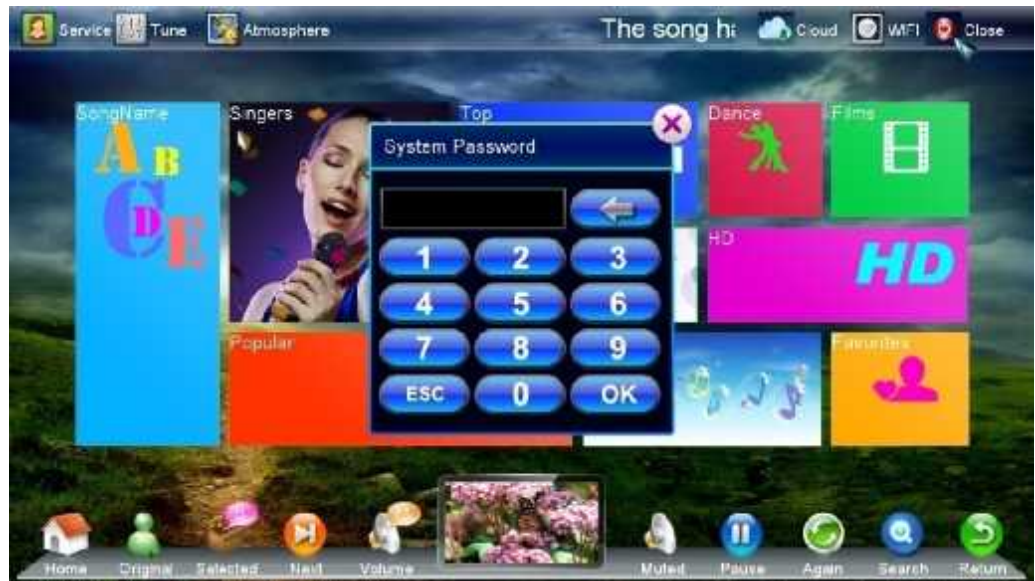 Service Tune Atmosphere The song ha Cloud WIFI Close
SongName Singers Top Dance Films
A B
C D E
System Password
1 2 3
HD
HD
4 5 6
Popular 7 8 9 Favorites
ESC 0 OK
Home Original Selected Next Volume Muted Pause Again Search Return